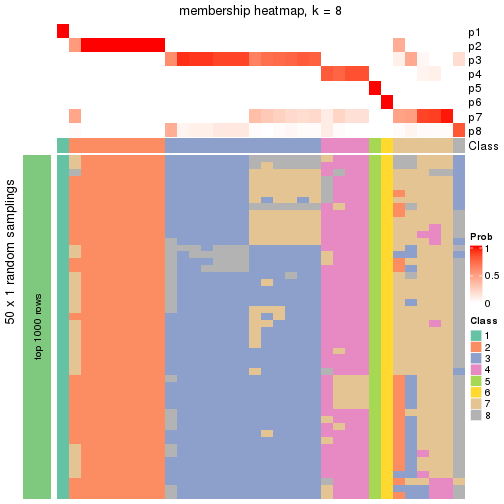 membership heatmap, k = 8
p1
p2
p3
p4
p5
p6
p7
p8
Class
50 x 1 random samplings
top 1000 rows
Prob
1
0.5
0
Class
1
2
3
4
5
6
7
8